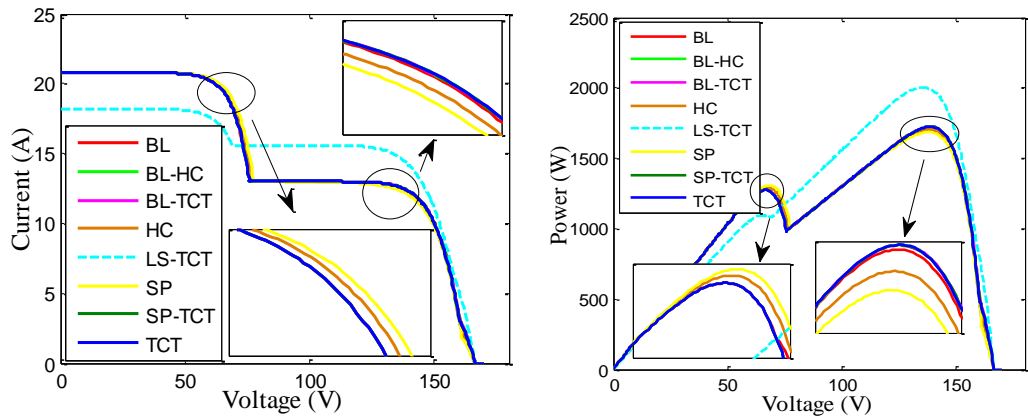 Current (A)
25
20
15
10
5
0
BL
BL-HC
BL-TCT
HC
LS-TCT
SP
SP-TCT
TCT
0
50
100
150
Voltage (V)
Power (W)
2500
2000
1500
1000
500
0
BL
BL-HC
BL-TCT
HC
LS-TCT
SP
SP-TCT
TCT
0
50
100
150
Voltage (V)